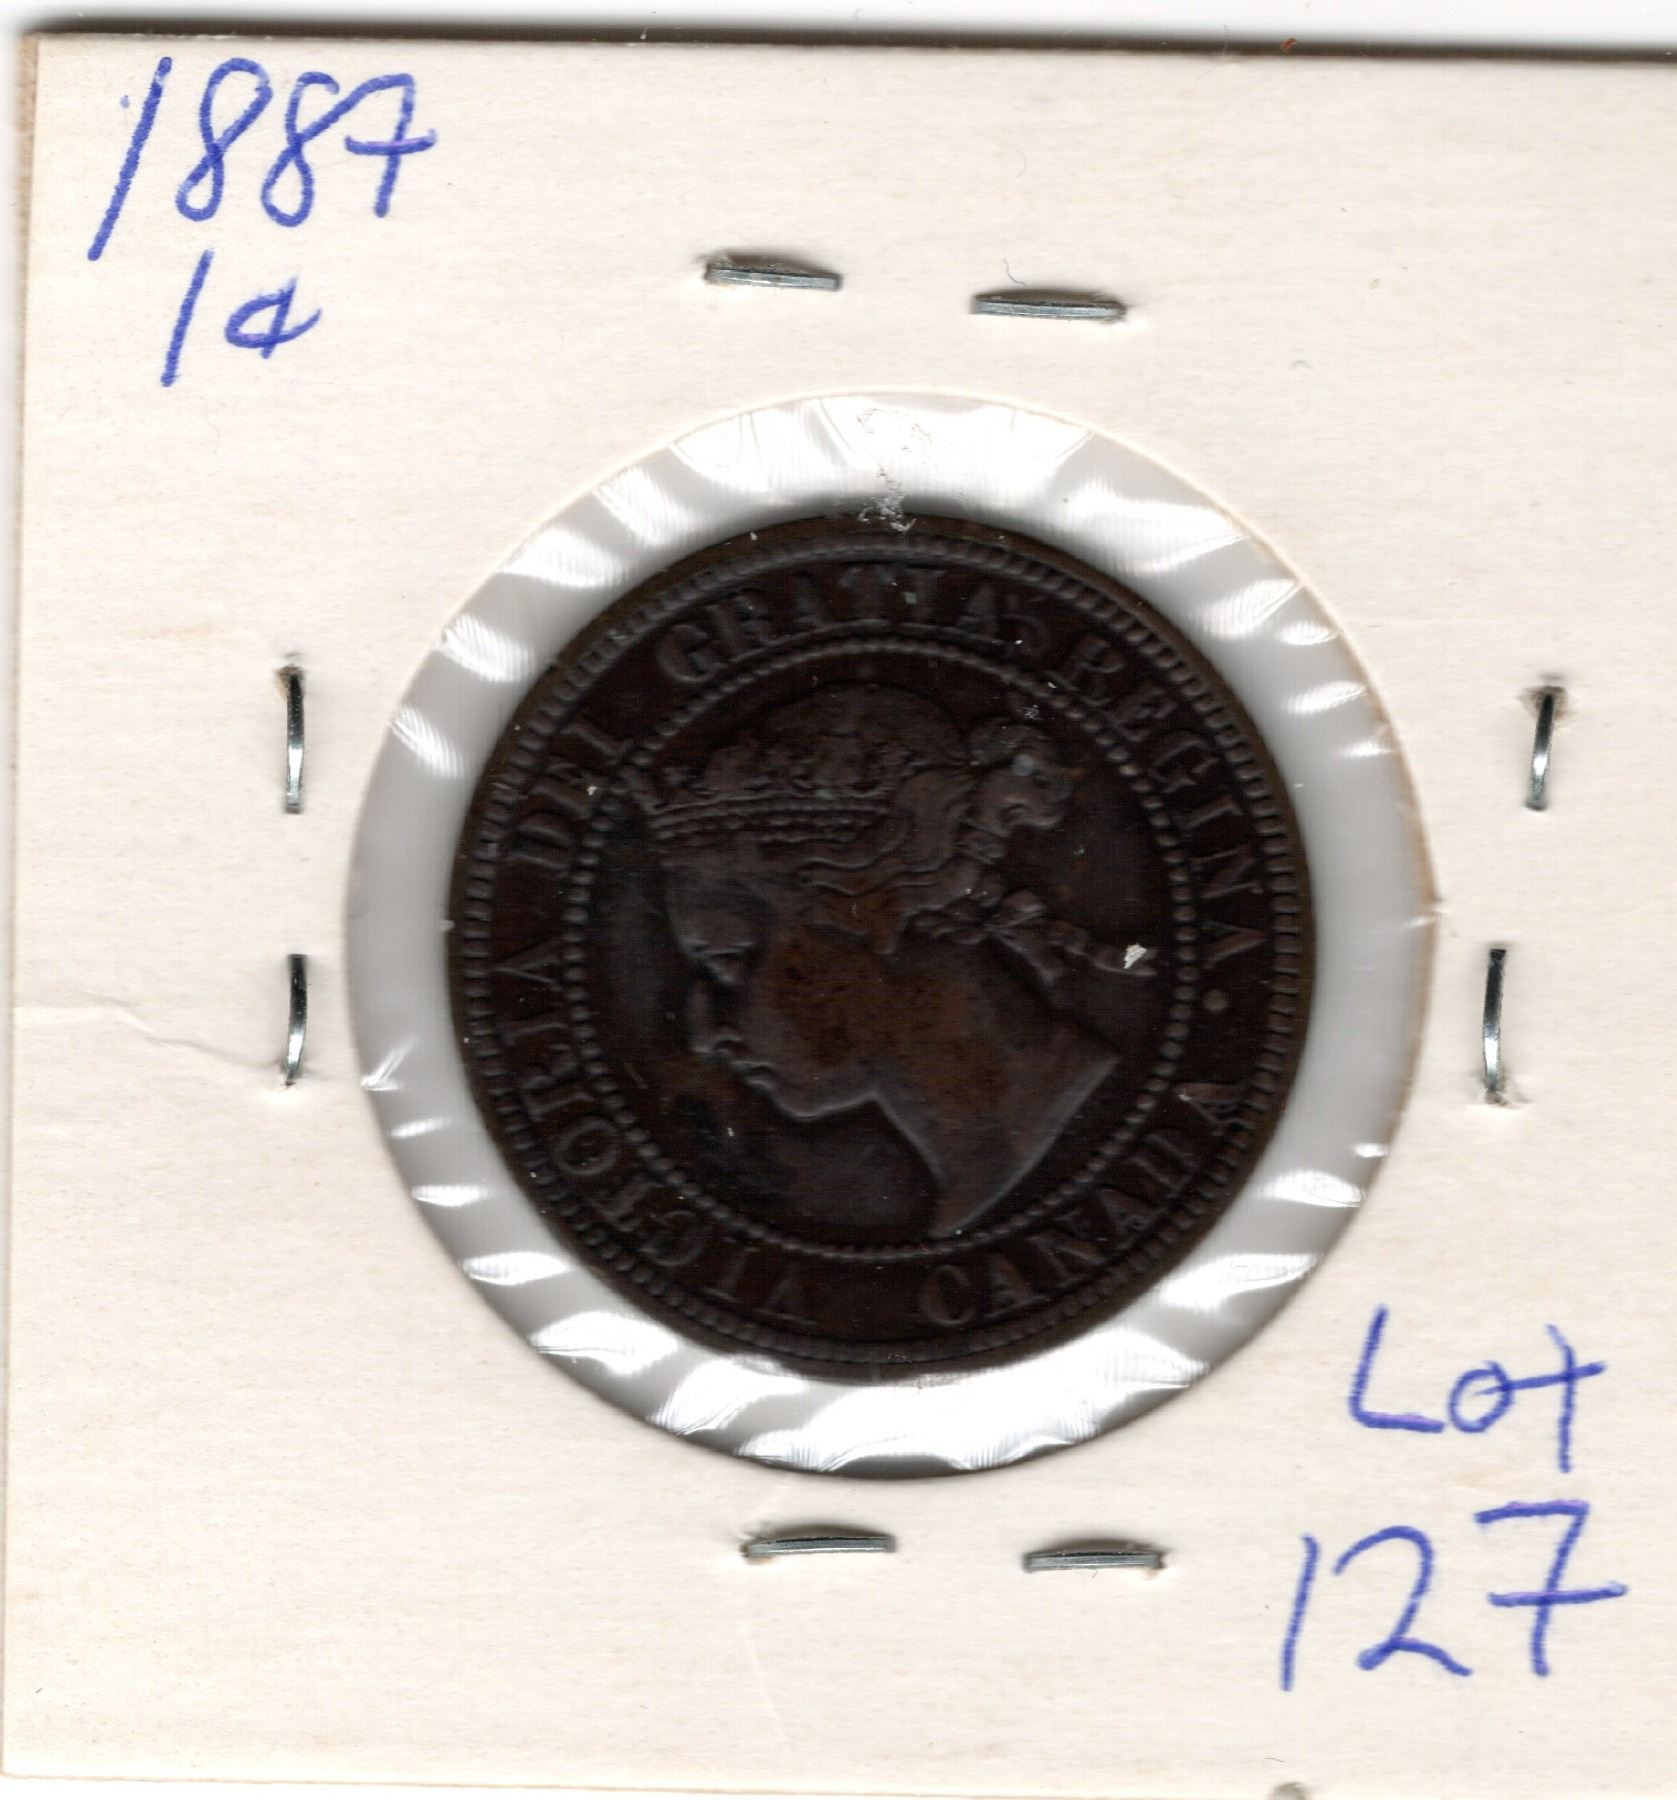 1887
1¢
VICTORIA DEI GRATIA REGINA. CANADA
Lot
127